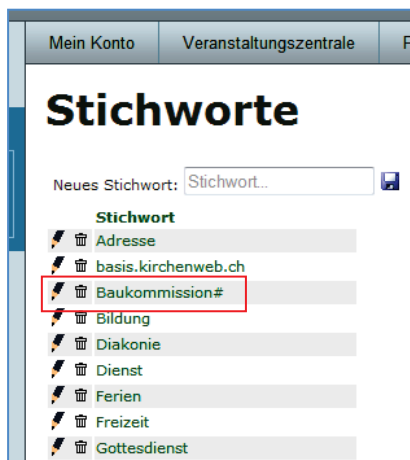 Mein Konto Veranstaltungszentrale
Stichworte
Neues Stichwort: Stichwort...
Stichwort
Adresse
basis.kirchenweb.ch
Baukommission#
Bildung
Diakonie
Dienst
Ferien
Freizeit
Gottesdienst